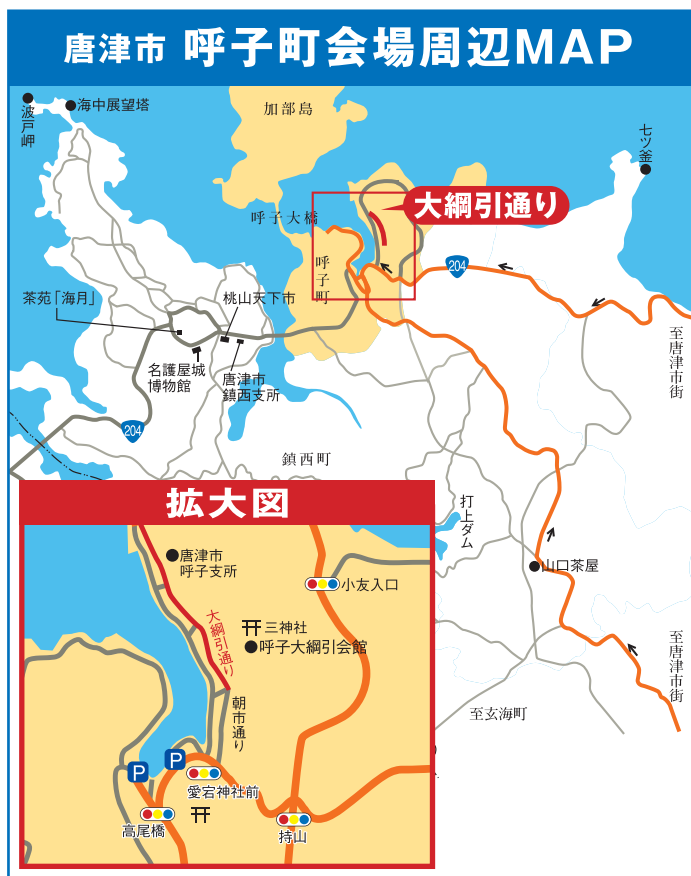 唐津市 呼子町会場周辺MAP
海中展望塔
波戸岬
加部島
七ツ釜
呼子大橋
大綱引通り
呼子町
204
茶苑「海月」
桃山天下市
名護屋城
博物館
唐津市
鎮西支所
至唐津市街
204
鎮西町
打上ダム
山口茶屋
至唐津市街
至玄海町
拡大図
唐津市
呼子支所
小友入口
大綱引通り
三神社
呼子大綱引会館
朝市通り
P
P
愛宕神社前
高尾橋
持山